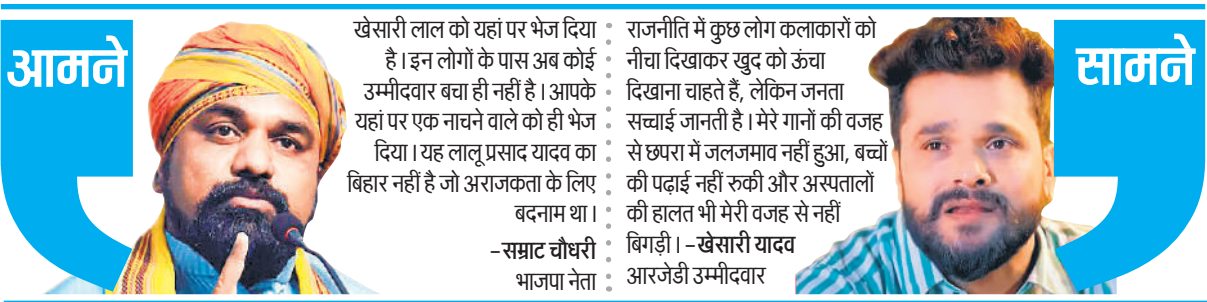 आमने
खेसारी लाल को यहां पर भेज दिया
है। इन लोगों के पास अब कोई
उम्मीदवार बचा ही नहीं है। आपके
यहां पर एक नाचने वाले को ही भेज
दिया। यह लालू प्रसाद यादव का
बिहार नहीं है जो अराजकता के लिए
बदनाम था।
–सम्राट चौधरी
भाजपा नेता
राजनीति में कुछ लोग कलाकारों को
नीचा दिखाकर खुद को ऊंचा
दिखाना चाहते हैं, लेकिन जनता
सच्चाई जानती है। मेरे गानों की वजह
से छपरा में जलजमाव नहीं हुआ, बच्चों
की पढ़ाई नहीं रुकी और अस्पतालों
की हालत भी मेरी वजह से नहीं
बिगड़ी। –खेसारी यादव
आरजेडी उम्मीदवार
सामने